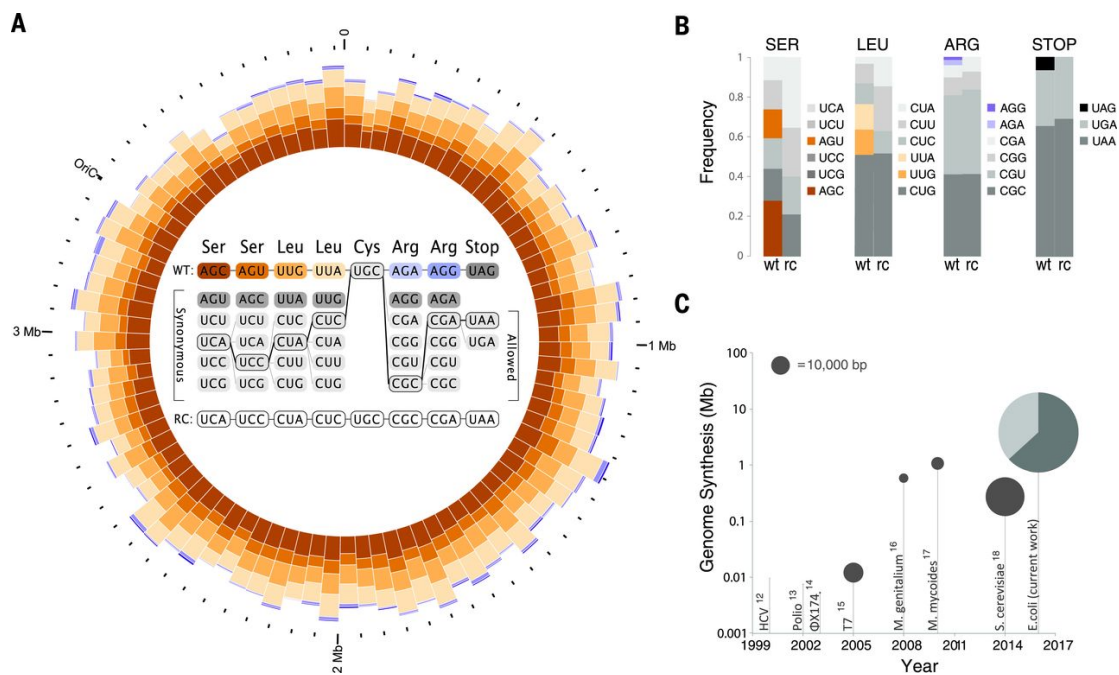 A
0
OriC
1 Mb
2 Mb
3 Mb
Ser Ser Leu Leu Cys Arg Arg Stop
WT: AGC AGU UUG UUA UGC AGA AGG UAG
Synonymous
AGU AGC UUA UUG AGG AGA
UCU UCU CUC CUC CGA CGA UAA
UCA UCA CUA CUA CGG CGG UGA
UCC UCC CUU CUU CGU CGU
UCG UCG CUG CUG CGC CGC
Allowed
RC: UCA UCC CUA CUC UGC CGC CGA UAA
B
SER LEU ARG STOP
Frequency
1
0.8
0.6
0.4
0.2
0
wt rc wt rc wt rc wt rc
UCA
UCU
AGU
UCC
UCG
AGC
CUA
CUU
CUC
UUA
UUG
CUG
AGG
AGA
CGA
CGG
CGU
CGC
UAG
UGA
UAA
C
Genome Synthesis (Mb)
100
10
1
0.1
0.01
0.001
= 10,000 bp
HCV 12
Polio 13
ΦX174. 14
T7 15
M. genitalium 16
M. mycoides 17
S. cerevisiae 18
E.coli (current work)
1999 2002 2005 2008 2011 2014 2017
Year